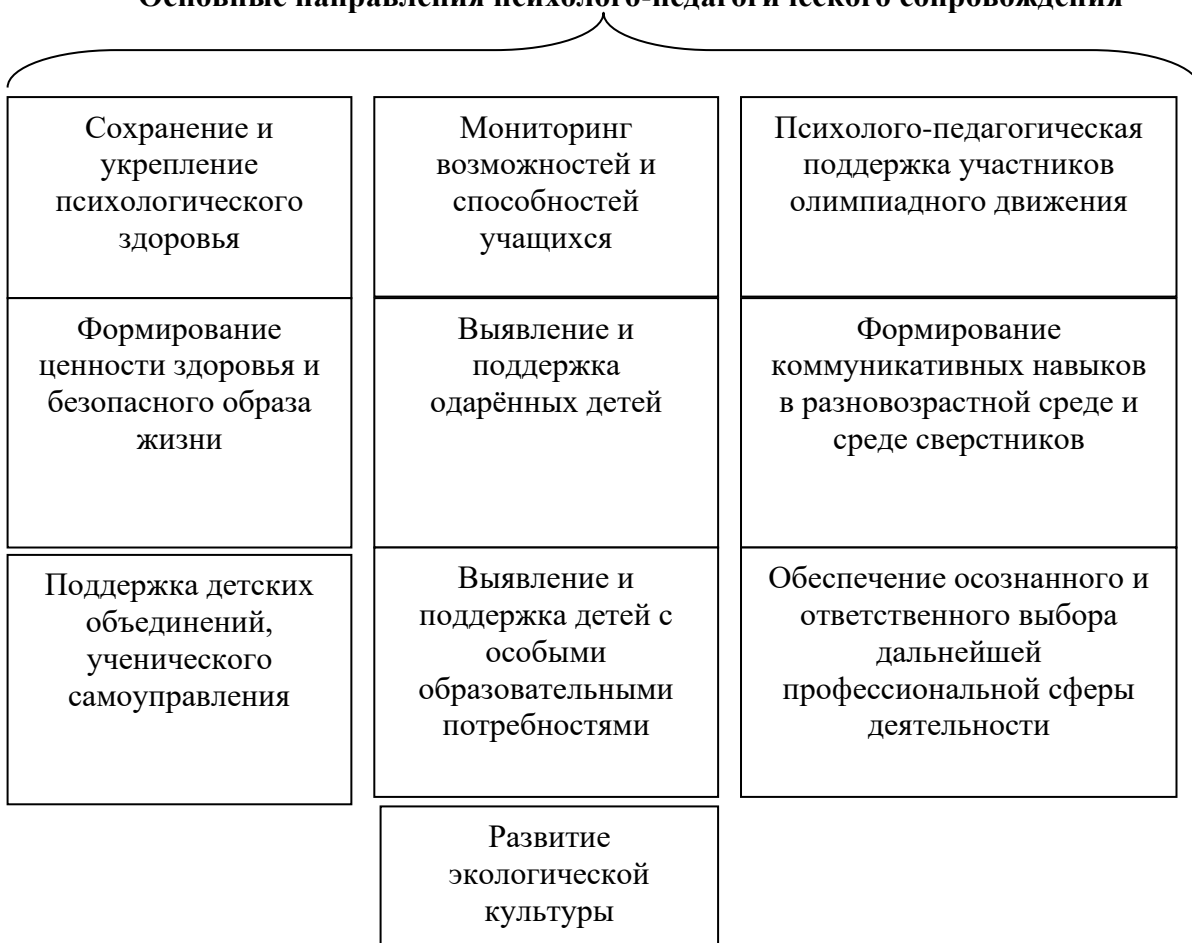 Основные направления психолого-педагогического сопровождения
Сохранение и
укрепление
психологического
здоровья
Мониторинг
возможностей и
способностей
учащихся
Психолого-педагогическая
поддержка участников
олимпиадного движения
Формирование
ценности здоровья и
безопасного образа
жизни
Выявление и
поддержка
одарённых детей
Формирование
коммуникативных навыков
в разновозрастной среде и
среде сверстников
Поддержка детских
объединений,
ученического
самоуправления
Выявление и
поддержка детей с
особыми
образовательными
потребностями
Обеспечение осознанного и
ответственного выбора
дальнейшей
профессиональной сферы
деятельности
Развитие
экологической
культуры